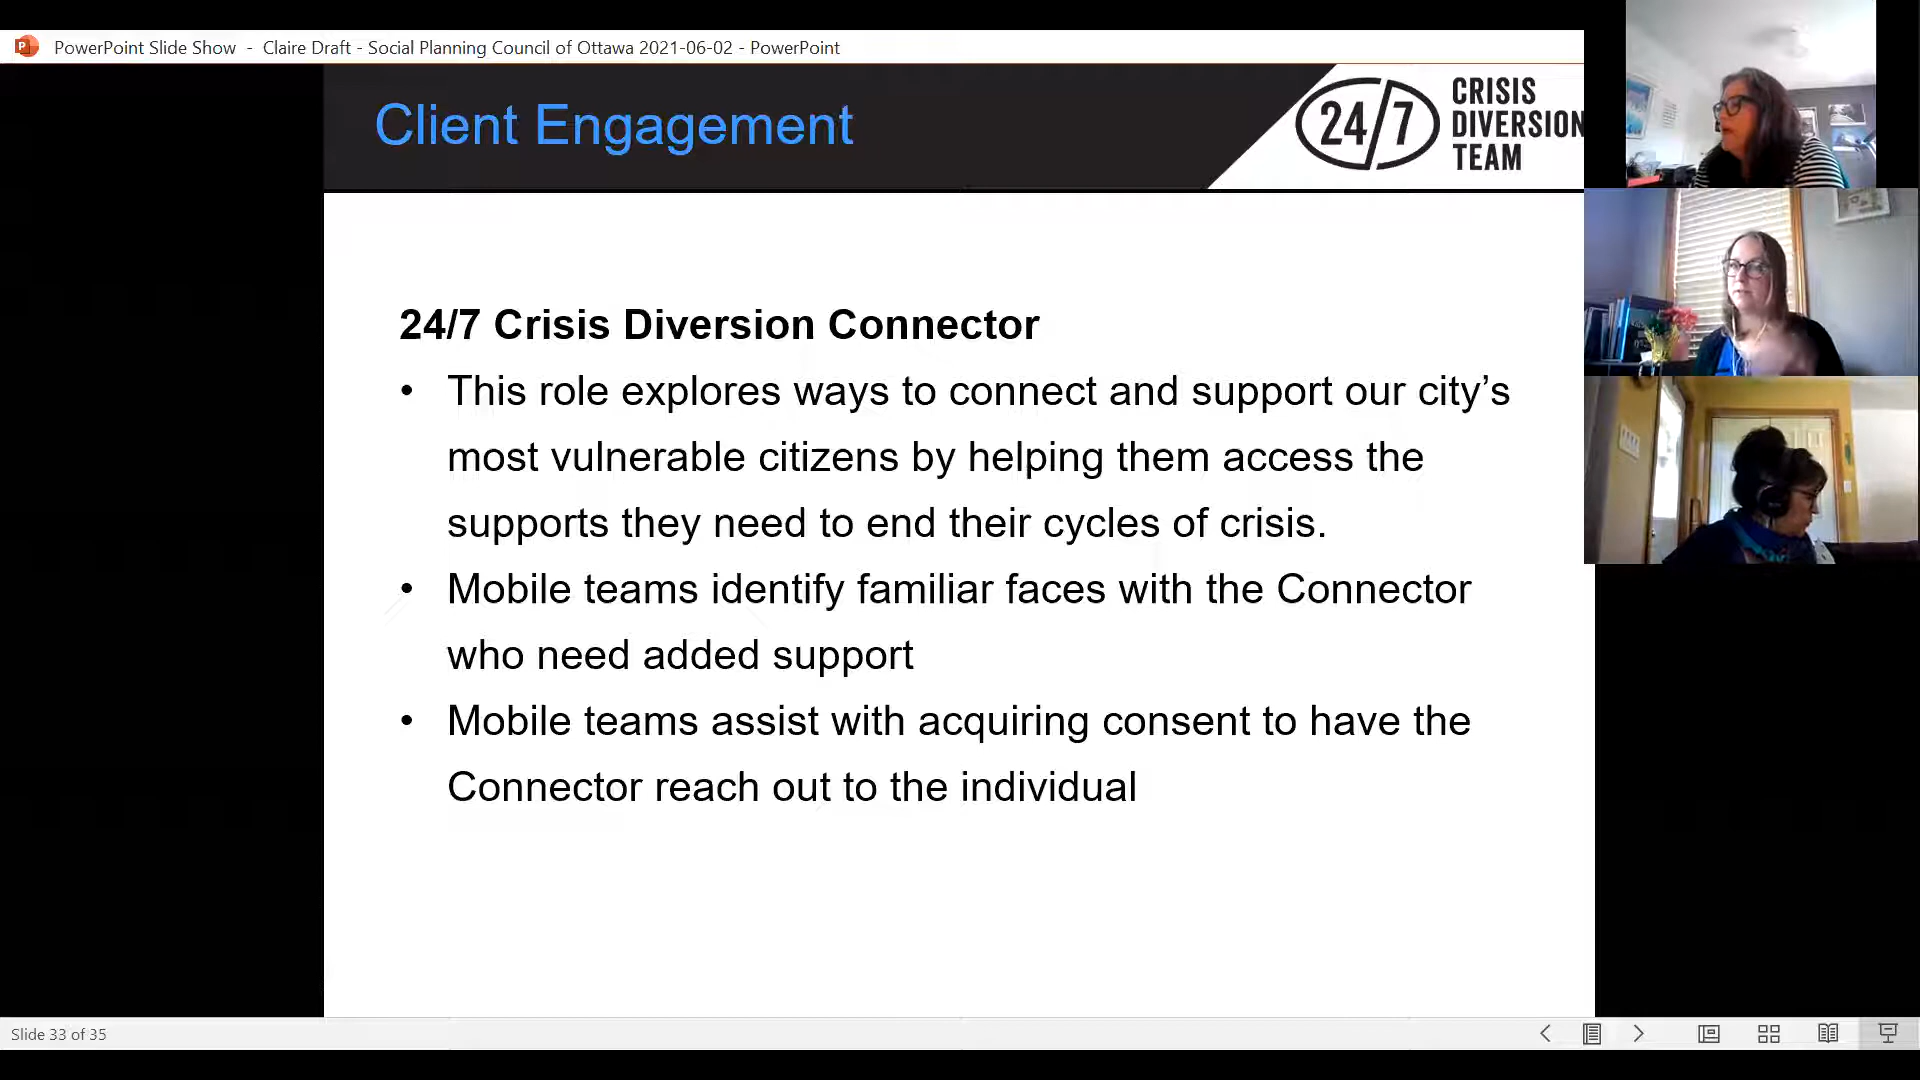 PowerPoint Slide Show - Claire Draft - Social Planning Council of Ottawa 2021-06-02 - PowerPoint
Client Engagement
24/7
CRISIS
DIVERSION
TEAM
24/7 Crisis Diversion Connector
• This role explores ways to connect and support our city’s
most vulnerable citizens by helping them access the
supports they need to end their cycles of crisis.
• Mobile teams identify familiar faces with the Connector
who need added support
• Mobile teams assist with acquiring consent to have the
Connector reach out to the individual
Slide 33 of 35